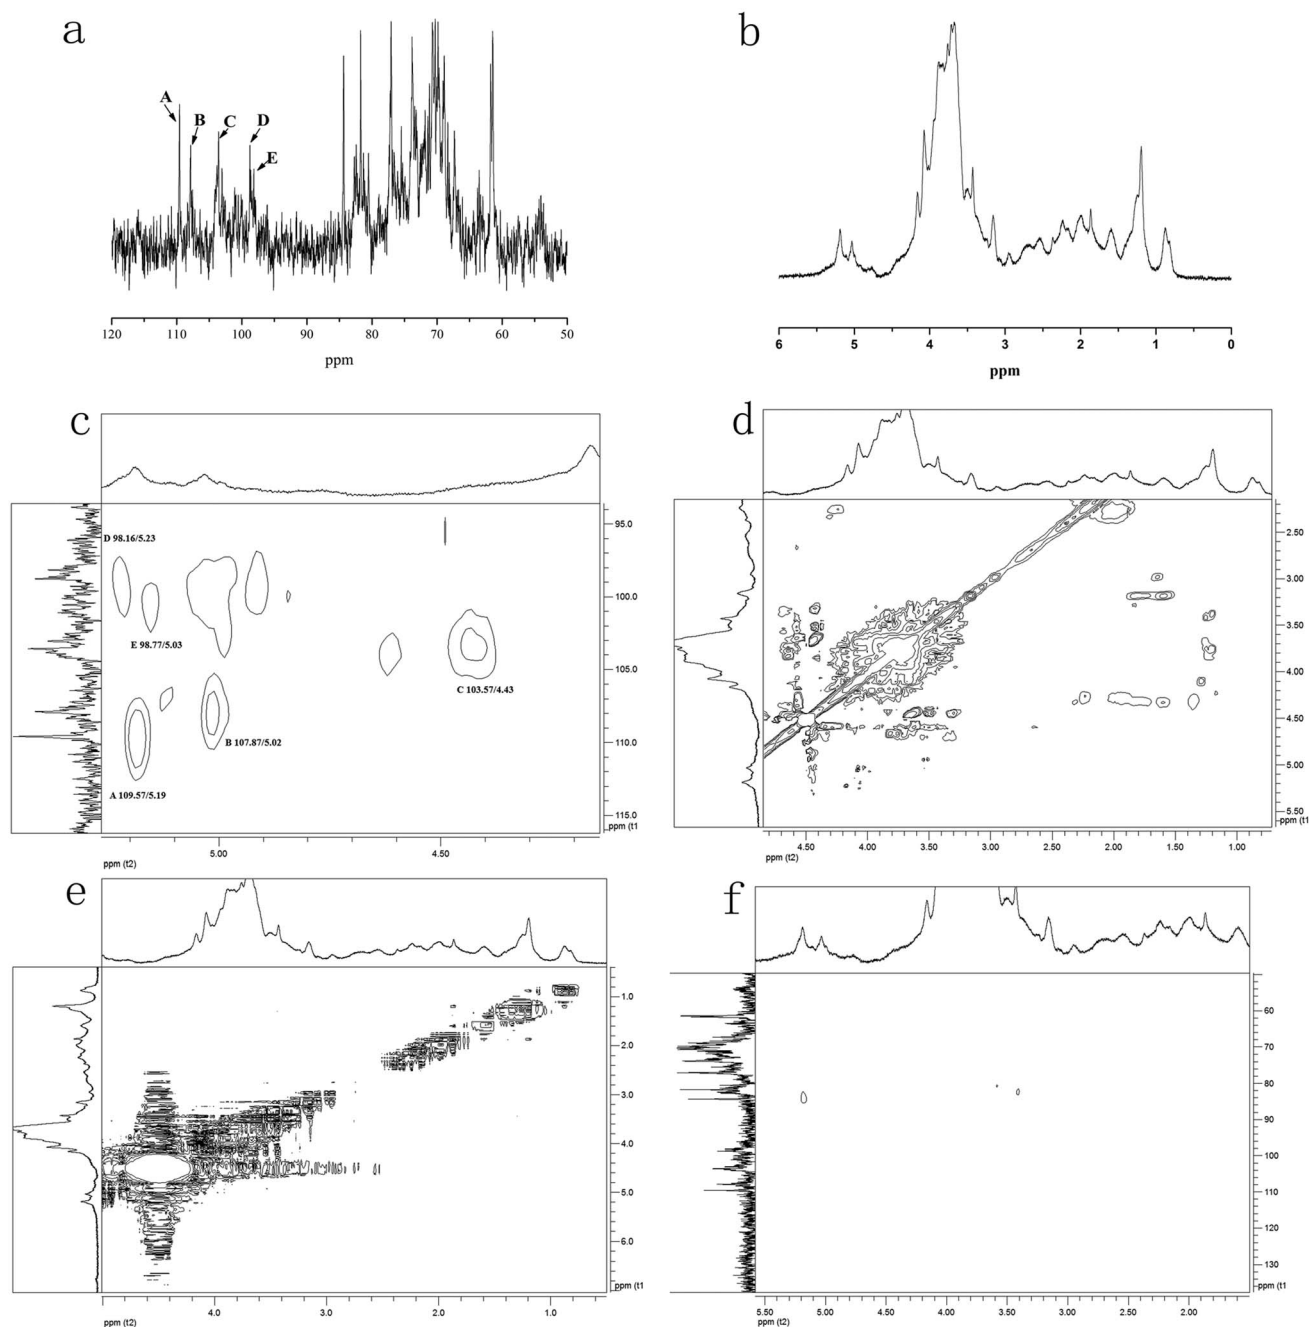 a
A
B
C
D
E
120 110 100 90 80 70 60 50
ppm
b
6 5 4 3 2 1 0
ppm
c
D 98.16/5.23
E 98.77/5.03
C 103.57/4.43
B 107.87/5.02
A 109.57/5.19
95.0
100.0
105.0
110.0
115.0
ppm (t1
5.00 4.50
ppm (t2)
d
2.50
3.00
3.50
4.00
4.50
5.00
5.50
ppm (t1
4.50 4.00 3.50 3.00 2.50 2.00 1.50 1.00
ppm (t2)
e
1.0
2.0
3.0
4.0
5.0
6.0
ppm (t1
5.0 4.0 3.0 2.0 1.0
ppm (t2)
f
60
70
80
90
100
110
120
130
ppm (t1
5.50 5.00 4.50 4.00 3.50 3.00 2.50 2.00
ppm (t2)